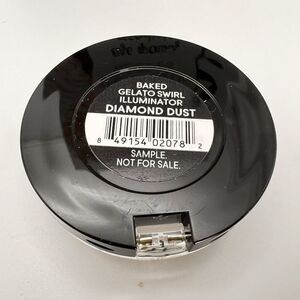 BAKED
GELATO SWIRL
ILLUMINATOR
DIAMOND DUST
8 49154 02078 2
SAMPLE.
NOT FOR SALE.